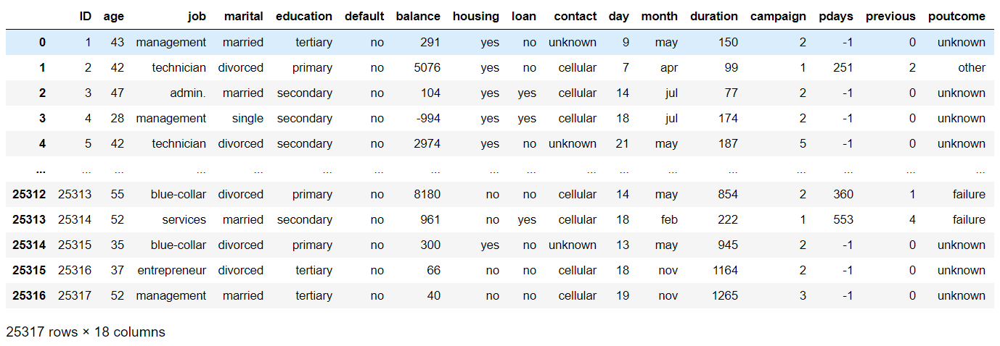 ID age job marital education default balance housing loan contact day month duration campaign pdays previous poutcome
0 1 43 management married tertiary no 291 yes no unknown 9 may 150 2 -1 0 unknown
1 2 42 technician divorced primary no 5076 yes no cellular 7 apr 99 1 251 2 other
2 3 47 admin. married secondary no 104 yes yes cellular 14 jul 77 2 -1 0 unknown
3 4 28 management single secondary no -994 yes yes cellular 18 jul 174 2 -1 0 unknown
4 5 42 technician divorced secondary no 2974 yes no unknown 21 may 187 5 -1 0 unknown
... ... ... ... ... ... ... ... ... ... ... ... ... ... ... ... ... ...
25312 25313 55 blue-collar divorced primary no 8180 no no cellular 14 may 854 2 360 1 failure
25313 25314 52 services married secondary no 961 no yes cellular 18 feb 222 1 553 4 failure
25314 25315 35 blue-collar divorced primary no 300 yes no unknown 13 may 945 2 -1 0 unknown
25315 25316 37 entrepreneur divorced tertiary no 66 no no cellular 18 nov 1164 2 -1 0 unknown
25316 25317 52 management married tertiary no 40 no no cellular 19 nov 1265 3 -1 0 unknown
25317 rows × 18 columns